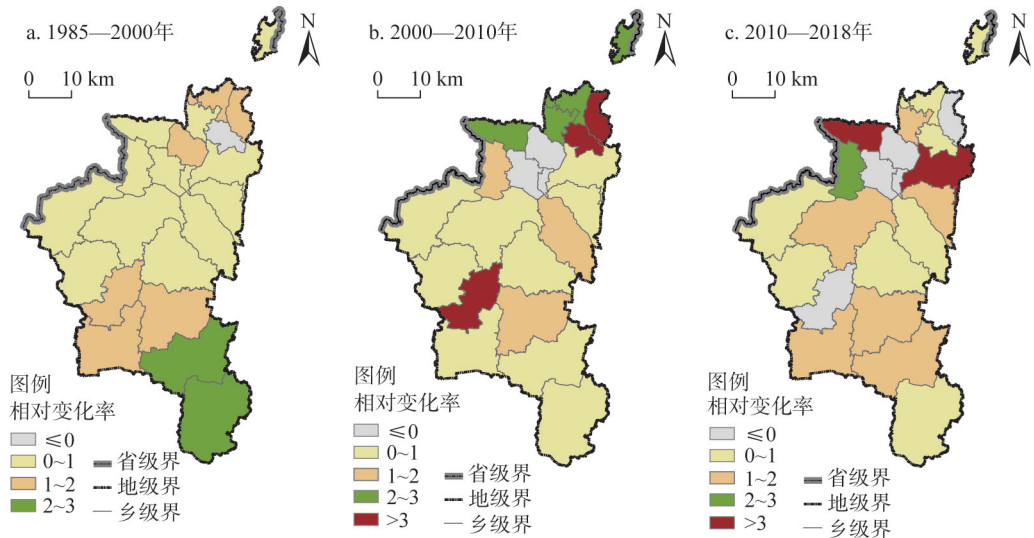 a. 1985—2000年
N
0 10 km
图例
相对变化率
≤0
0~1
1~2
2~3
省级界
地级界
乡级界
b. 2000—2010年
N
0 10 km
图例
相对变化率
≤0
0~1
1~2
2~3
>3
省级界
地级界
乡级界
c. 2010—2018年
N
0 10 km
图例
相对变化率
≤0
0~1
1~2
2~3
>3
省级界
地级界
乡级界